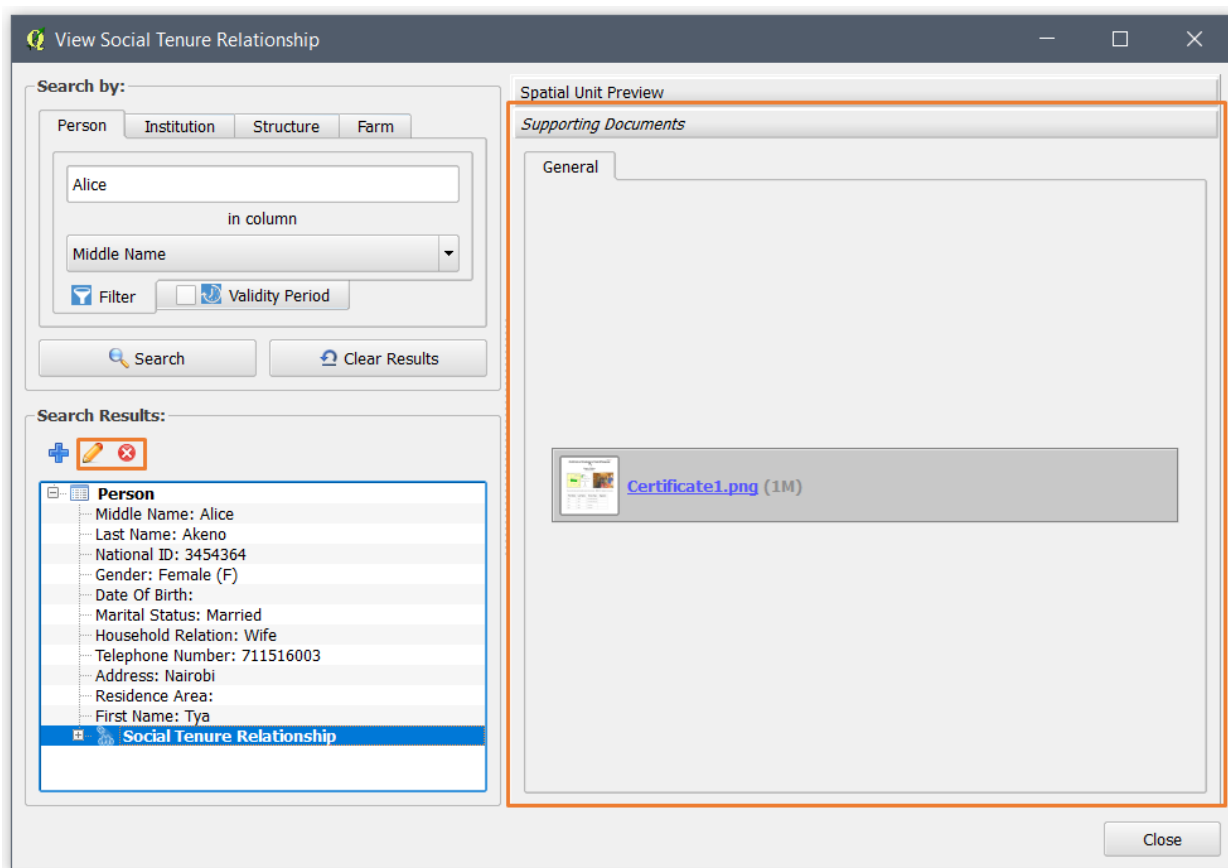 View Social Tenure Relationship
Search by:
Person Institution Structure Farm
Alice
in column
Middle Name
Filter Validity Period
Search Clear Results
Search Results:
Person
Middle Name: Alice
Last Name: Akeno
National ID: 3454364
Gender: Female (F)
Date Of Birth:
Marital Status: Married
Household Relation: Wife
Telephone Number: 711516003
Address: Nairobi
Residence Area:
First Name: Tya
Social Tenure Relationship
Spatial Unit Preview
Supporting Documents
General
Certificate1.png (1M)
Close